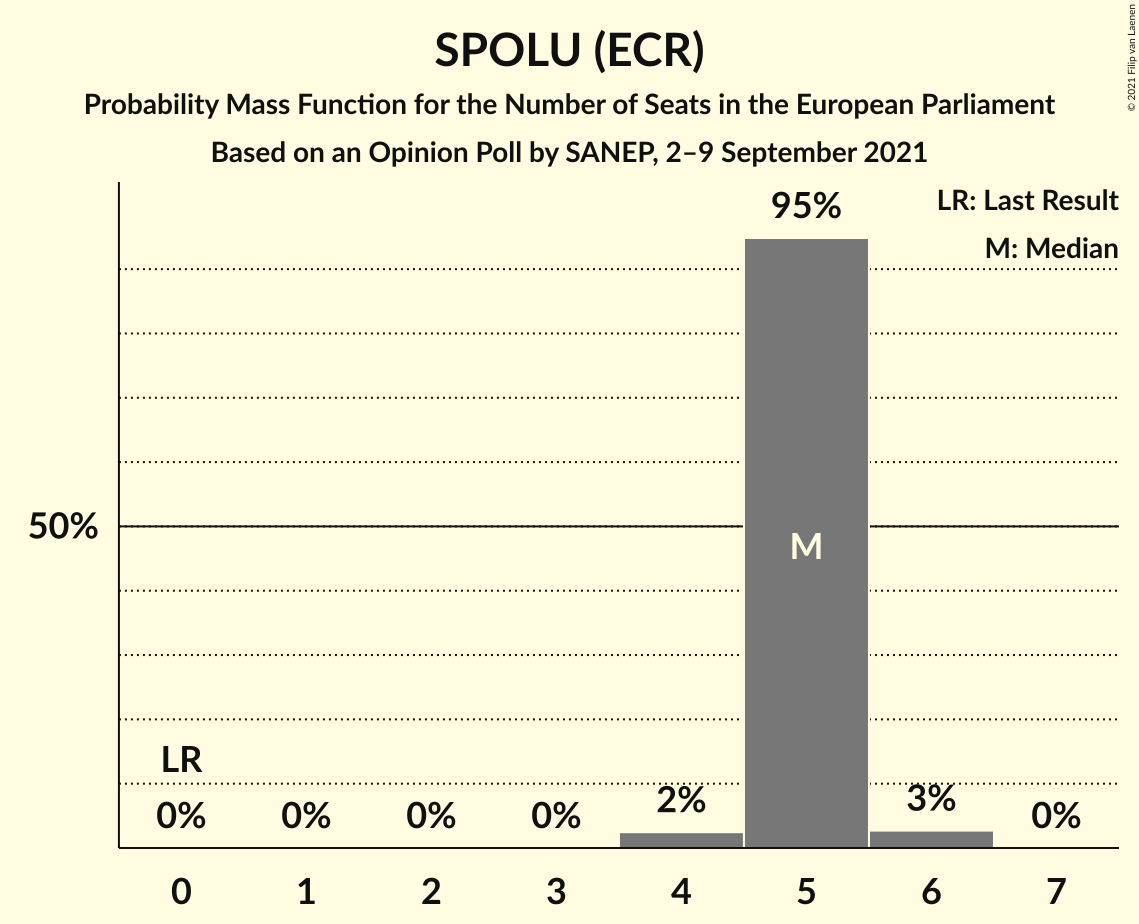 SPOLU (ECR)
Probability Mass Function for the Number of Seats in the European Parliament
Based on an Opinion Poll by SANEP, 2–9 September 2021
© 2021 Filip van Laenen
LR: Last Result
M: Median
95%
50%
M
LR
0%
0%
0%
0%
2%
3%
0%
0
1
2
3
4
5
6
7